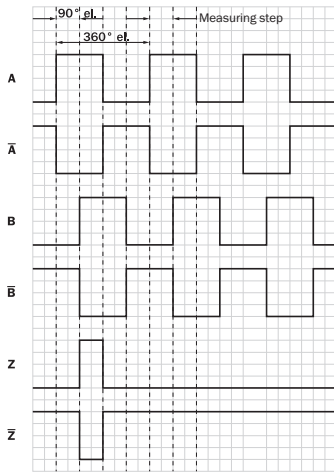 90° el.
Measuring step
360° el.
A
A̅
B
B̅
Z
Z̅